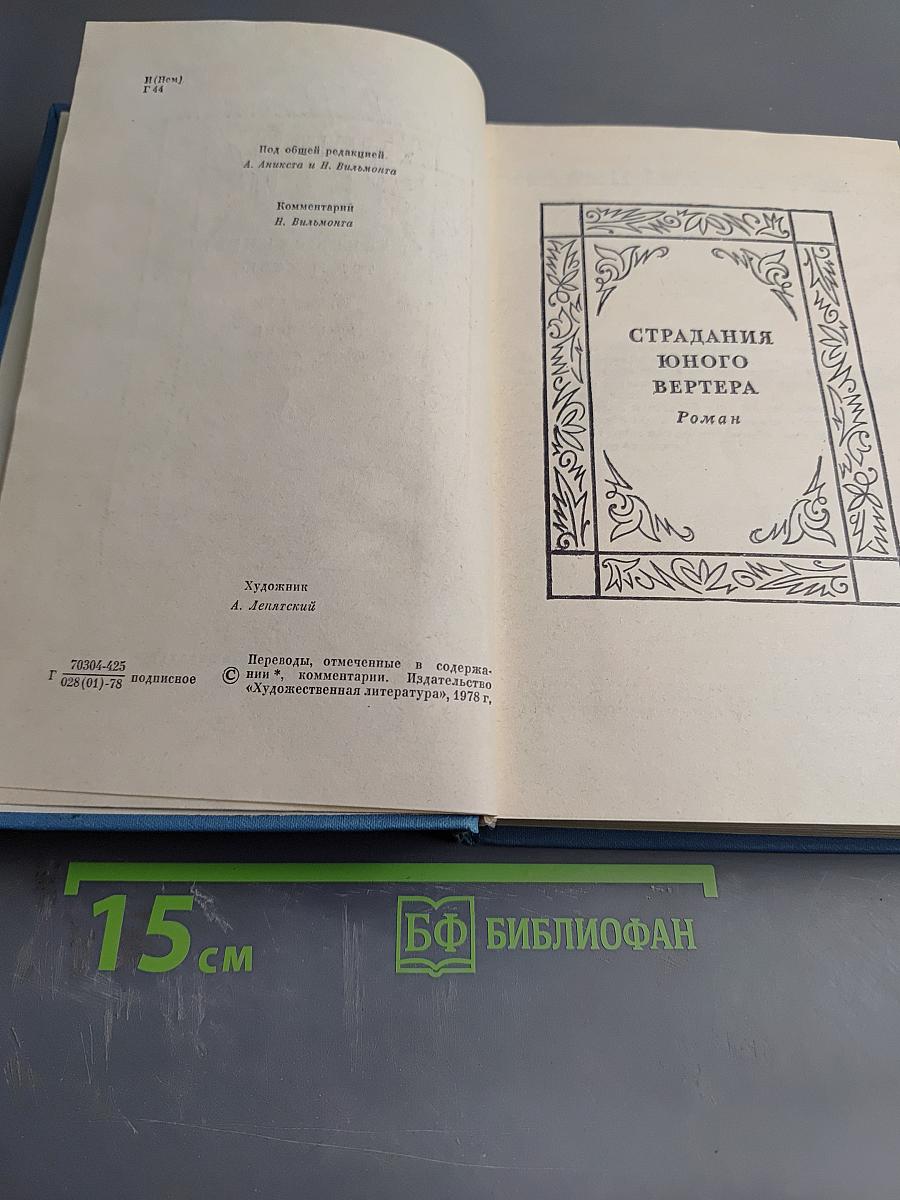 И(Нем)
Г 44
Под общей редакцией
А. Аникста и Н. Вильмонта
Комментарий
Н. Вильмонта
Художник
А. Лепятский
Г 70304-425
028(01)-78 подписное
© Переводы, отмеченные в содержа-
нии *, комментарии. Издательство
«Художественная литература», 1978 г.
СТРАДАНИЯ
ЮНОГО
ВЕРТЕРА
Роман
15 см
БФ БИБЛИОФАН